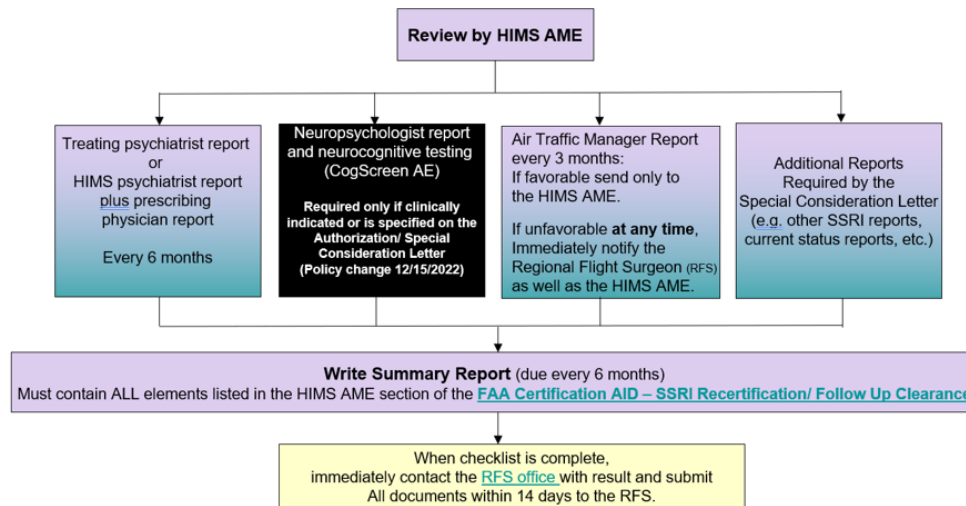 Review by HIMS AME
Treating psychiatrist report
or
HIMS psychiatrist report
plus prescribing
physician report
Every 6 months
Neuropsychologist report
and neurocognitive testing
(CogScreen AE)
Required only if clinically
indicated or is specified on the
Authorization/ Special
Consideration Letter
(Policy change 12/15/2022)
Air Traffic Manager Report
every 3 months:
If favorable send only to
the HIMS AME.
If unfavorable at any time,
Immediately notify the
Regional Flight Surgeon (RFS)
as well as the HIMS AME.
Additional Reports
Required by the
Special Consideration Letter
(e.g. other SSRI reports,
current status reports, etc.)
Write Summary Report (due every 6 months)
Must contain ALL elements listed in the HIMS AME section of the FAA Certification AID – SSRI Recertification/ Follow Up Clearance
When checklist is complete,
immediately contact the RFS office with result and submit
All documents within 14 days to the RFS.